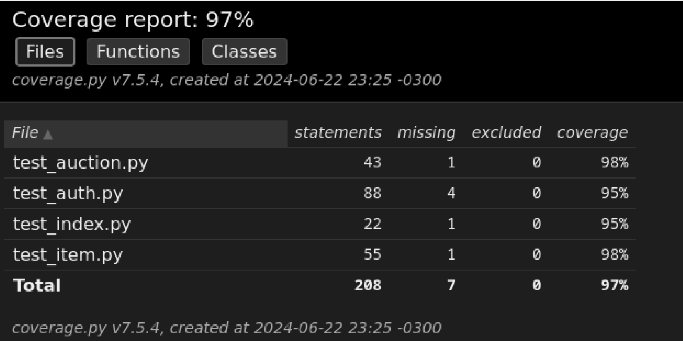 Coverage report: 97%
Files Functions Classes
coverage.py v7.5.4, created at 2024-06-22 23:25 -0300
File ▲ statements missing excluded coverage
test_auction.py 43 1 0 98%
test_auth.py 88 4 0 95%
test_index.py 22 1 0 95%
test_item.py 55 1 0 98%
Total 208 7 0 97%
coverage.py v7.5.4, created at 2024-06-22 23:25 -0300